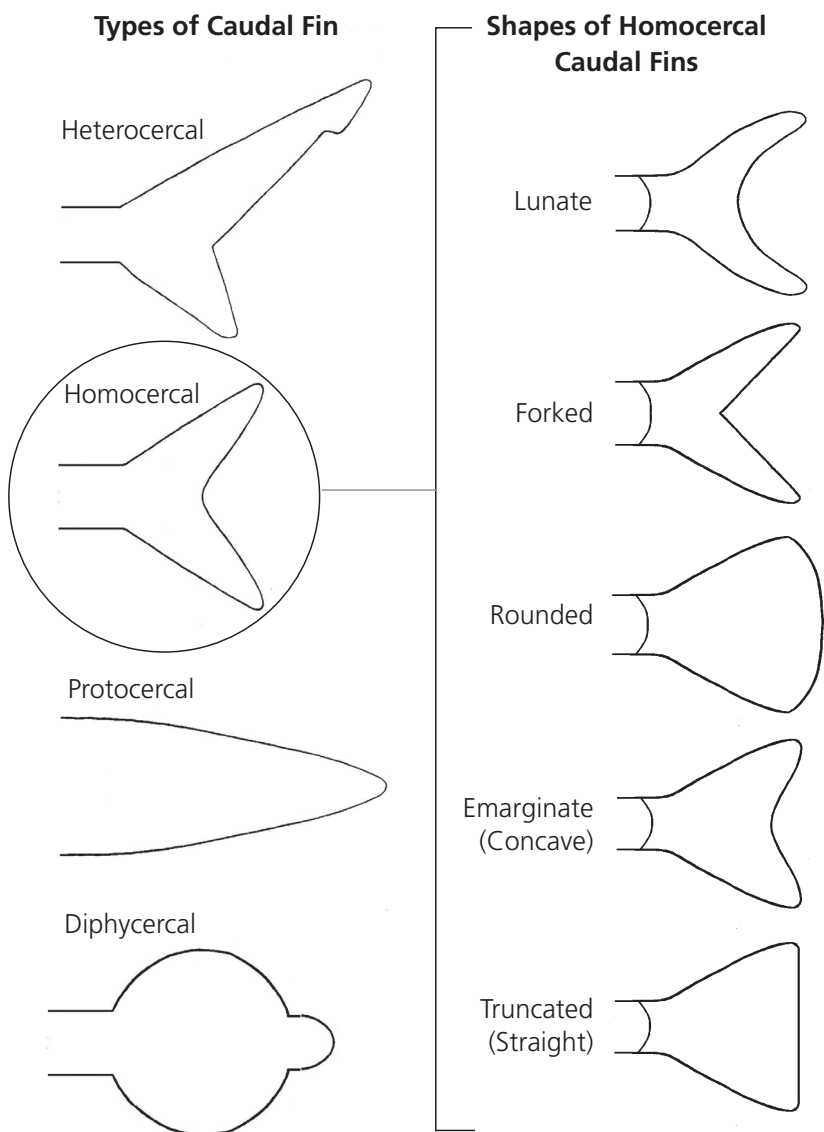 Types of Caudal Fin
Heterocercal
Homocercal
Protocercal
Diphycercal
Shapes of Homocercal
Caudal Fins
Lunate
Forked
Rounded
Emarginate
(Concave)
Truncated
(Straight)